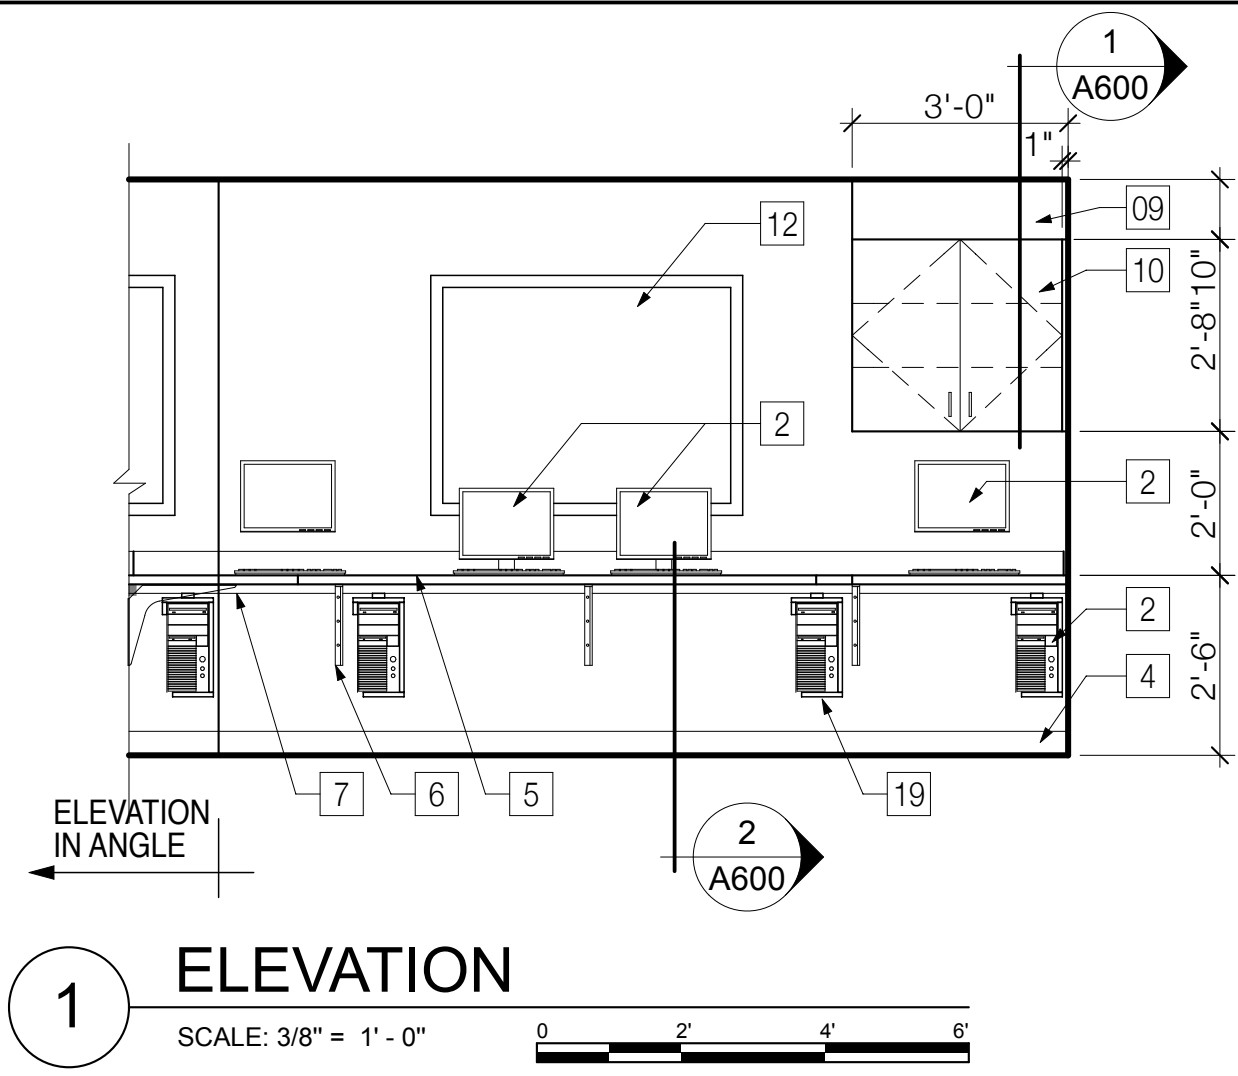 1
A600
3'-0"
1"
09
12
10
10"
2'-8"
2
2
2'-0"
2
2'-6"
4
7
6
5
19
ELEVATION
IN ANGLE
2
A600
1
ELEVATION
SCALE: 3/8" = 1' - 0"
0 2' 4' 6'